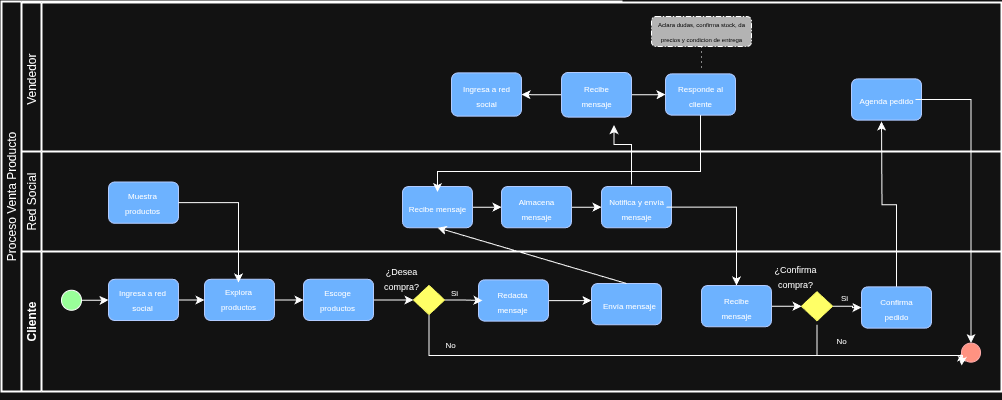 Proceso Venta Producto
Vendedor
Aclara dudas, confirma stock, da
precios y condicion de entrega
Ingresa a red
social
Recibe
mensaje
Responde al
cliente
Agenda pedido
Red Social
Muestra
productos
Recibe mensaje
Almacena
mensaje
Notifica y envía
mensaje
Cliente
Ingresa a red
social
Explora
productos
Escoge
productos
¿Desea
compra?
Si
No
Redacta
mensaje
Envía mensaje
Recibe
mensaje
¿Confirma
compra?
Si
No
Confirma
pedido